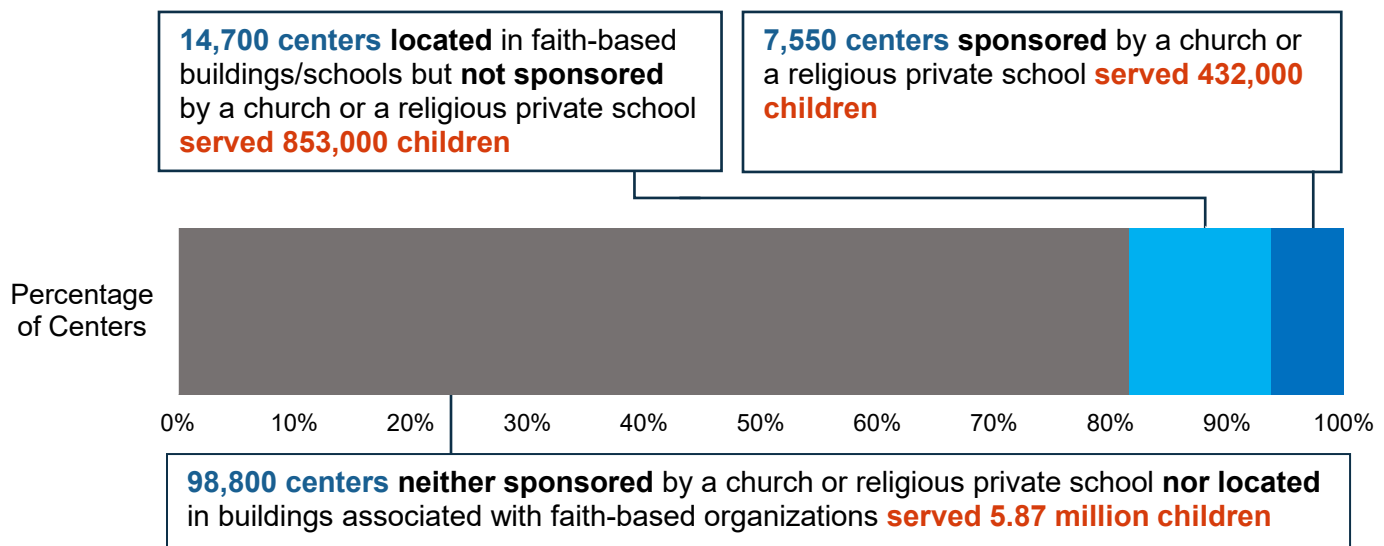 14,700 centers located in faith-based
buildings/schools but not sponsored
by a church or a religious private school
served 853,000 children
7,550 centers sponsored by a church or
a religious private school served 432,000
children
Percentage
of Centers
0% 10% 20% 30% 40% 50% 60% 70% 80% 90% 100%
98,800 centers neither sponsored by a church or religious private school nor located
in buildings associated with faith-based organizations served 5.87 million children